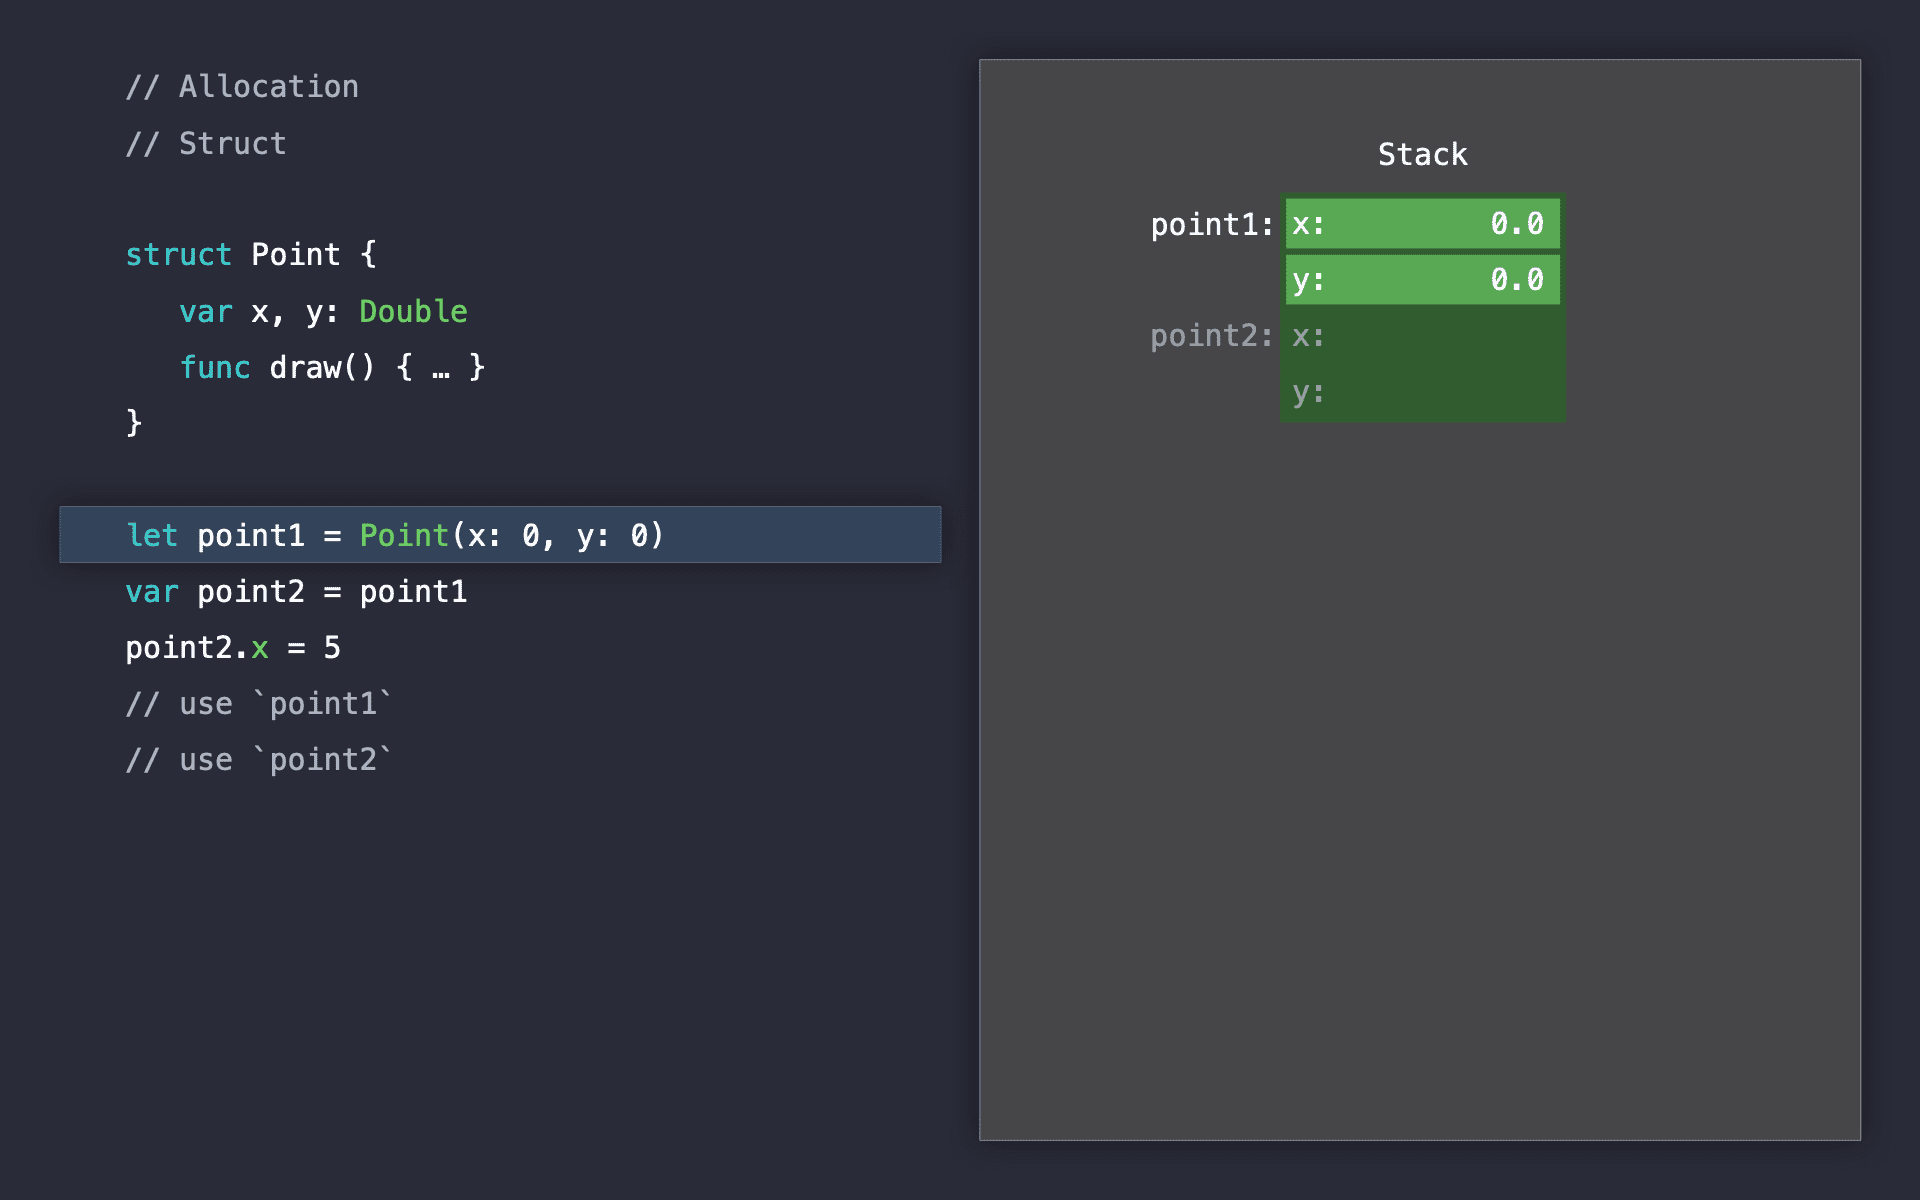 // Allocation
// Struct
struct Point {
   var x, y: Double
   func draw() { … }
}
let point1 = Point(x: 0, y: 0)
var point2 = point1
point2.x = 5
// use `point1`
// use `point2`
Stack
point1: x: 0.0
y: 0.0
point2: x:
y: